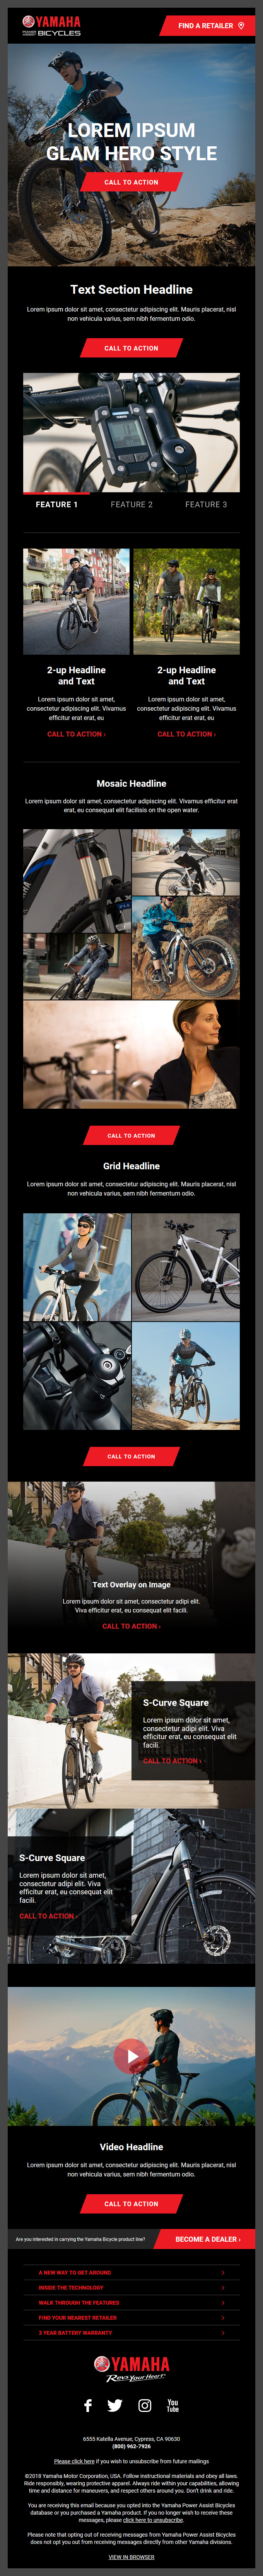 YAMAHA
POWER ASSIST BICYCLES
FIND A RETAILER
LOREM IPSUM
GLAM HERO STYLE
CALL TO ACTION
Text Section Headline
Lorem ipsum dolor sit amet, consectetur adipiscing elit. Mauris placerat, nisl
non vehicula varius, sem nibh fermentum odio.
CALL TO ACTION
YAMAHA
FEATURE 1 FEATURE 2 FEATURE 3
2-up Headline
and Text
Lorem ipsum dolor sit amet,
consectetur adipiscing elit. Vivamus
efficitur erat erat, eu
CALL TO ACTION ›
2-up Headline
and Text
Lorem ipsum dolor sit amet,
consectetur adipiscing elit. Vivamus
efficitur erat erat, eu
CALL TO ACTION ›
Mosaic Headline
Lorem ipsum dolor sit amet, consectetur adipiscing elit. Vivamus efficitur erat
erat, eu consequat elit facilisis on the open water.
CALL TO ACTION
Grid Headline
Lorem ipsum dolor sit amet, consectetur adipiscing elit. Mauris placerat, nisl
non vehicula varius, sem nibh fermentum odio.
CALL TO ACTION
Text Overlay on Image
Lorem ipsum dolor sit amet, consectetur adipi elit.
Viva efficitur erat, eu consequat elit facili.
CALL TO ACTION ›
S-Curve Square
Lorem ipsum dolor sit amet,
consectetur adipi elit. Viva
efficitur erat, eu consequat elit
facili.
CALL TO ACTION ›
S-Curve Square
Lorem ipsum dolor sit amet,
consectetur adipi elit. Viva
efficitur erat, eu consequat elit
facili.
CALL TO ACTION ›
Video Headline
Lorem ipsum dolor sit amet, consectetur adipiscing elit. Mauris placerat, nisl
non vehicula varius, sem nibh fermentum odio.
CALL TO ACTION
Are you interested in carrying the Yamaha Bicycle product line?
BECOME A DEALER ›
A NEW WAY TO GET AROUND
INSIDE THE TECHNOLOGY
WALK THROUGH THE FEATURES
FIND YOUR NEAREST RETAILER
3 YEAR BATTERY WARRANTY
YAMAHA
Revs Your Heart
You
Tube
6555 Katella Avenue, Cypress, CA 90630
(800) 962-7926
Please click here if you wish to unsubscribe from future mailings
©2018 Yamaha Motor Corporation, USA. Follow instructional materials and obey all laws.
Ride responsibly, wearing protective apparel. Always ride within your capabilities, allowing
time and distance for maneuvers, and respect others around you. Don't drink and ride.
You are receiving this email because you opted into the Yamaha Power Assist Bicycles
database or you purchased a Yamaha product. If you no longer wish to receive these
messages, please click here to unsubscribe.
Please note that opting out of receiving messages from Yamaha Power Assist Bicycles
does not opt you out from receiving messages directly from other Yamaha divisions.
VIEW IN BROWSER